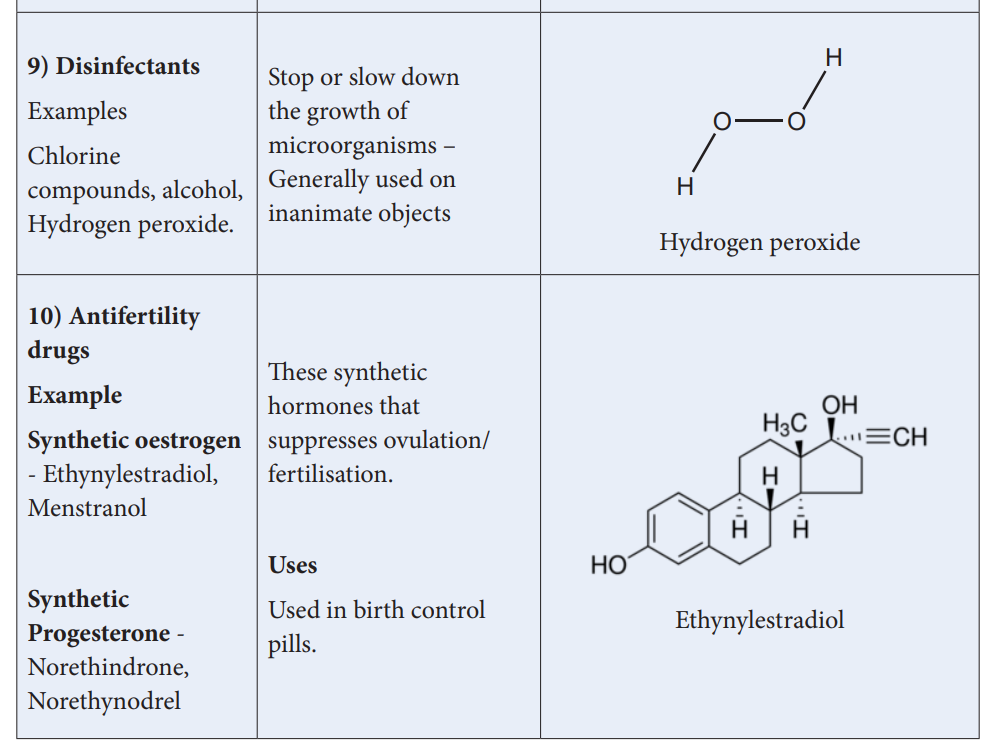 9) Disinfectants
Examples
Chlorine
compounds, alcohol,
Hydrogen peroxide.
Stop or slow down
the growth of
microorganisms –
Generally used on
inanimate objects
H
O
O
H
Hydrogen peroxide
10) Antifertility
drugs
Example
Synthetic oestrogen
- Ethynylestradiol,
Menstranol
Synthetic
Progesterone -
Norethindrone,
Norethynodrel
These synthetic
hormones that
suppresses ovulation/
fertilisation.
Uses
Used in birth control
pills.
OH
H₃C
CH
H
H
H
HO
Ethynylestradiol